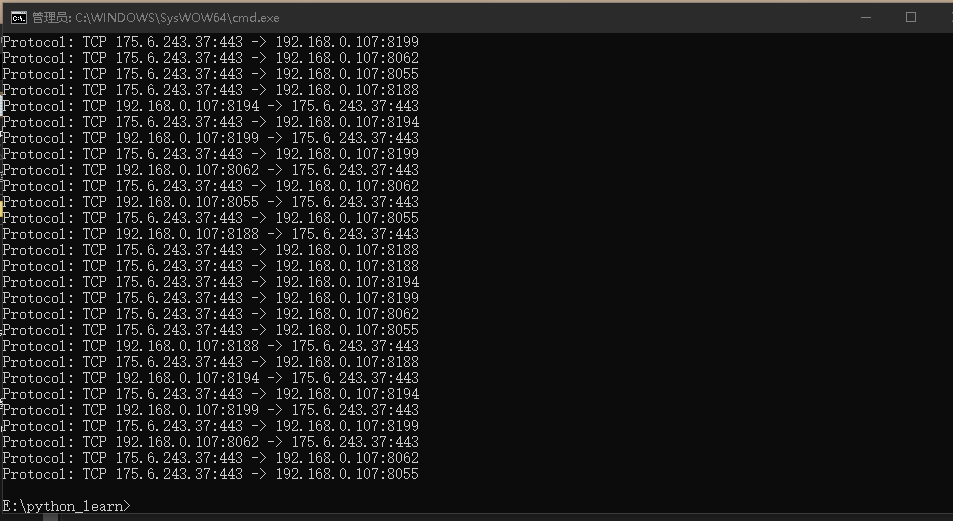 管理员: C:\WINDOWS\SysWOW64\cmd.exe
Protocol: TCP 175.6.243.37:443 -> 192.168.0.107:8199
Protocol: TCP 175.6.243.37:443 -> 192.168.0.107:8062
Protocol: TCP 175.6.243.37:443 -> 192.168.0.107:8055
Protocol: TCP 175.6.243.37:443 -> 192.168.0.107:8188
Protocol: TCP 192.168.0.107:8194 -> 175.6.243.37:443
Protocol: TCP 175.6.243.37:443 -> 192.168.0.107:8194
Protocol: TCP 192.168.0.107:8199 -> 175.6.243.37:443
Protocol: TCP 175.6.243.37:443 -> 192.168.0.107:8199
Protocol: TCP 192.168.0.107:8062 -> 175.6.243.37:443
Protocol: TCP 175.6.243.37:443 -> 192.168.0.107:8062
Protocol: TCP 192.168.0.107:8055 -> 175.6.243.37:443
Protocol: TCP 175.6.243.37:443 -> 192.168.0.107:8055
Protocol: TCP 192.168.0.107:8188 -> 175.6.243.37:443
Protocol: TCP 175.6.243.37:443 -> 192.168.0.107:8188
Protocol: TCP 175.6.243.37:443 -> 192.168.0.107:8188
Protocol: TCP 175.6.243.37:443 -> 192.168.0.107:8194
Protocol: TCP 175.6.243.37:443 -> 192.168.0.107:8199
Protocol: TCP 175.6.243.37:443 -> 192.168.0.107:8062
Protocol: TCP 175.6.243.37:443 -> 192.168.0.107:8055
Protocol: TCP 192.168.0.107:8188 -> 175.6.243.37:443
Protocol: TCP 175.6.243.37:443 -> 192.168.0.107:8188
Protocol: TCP 192.168.0.107:8194 -> 175.6.243.37:443
Protocol: TCP 175.6.243.37:443 -> 192.168.0.107:8194
Protocol: TCP 192.168.0.107:8199 -> 175.6.243.37:443
Protocol: TCP 175.6.243.37:443 -> 192.168.0.107:8199
Protocol: TCP 192.168.0.107:8062 -> 175.6.243.37:443
Protocol: TCP 175.6.243.37:443 -> 192.168.0.107:8062
Protocol: TCP 175.6.243.37:443 -> 192.168.0.107:8055
E:\python_learn>